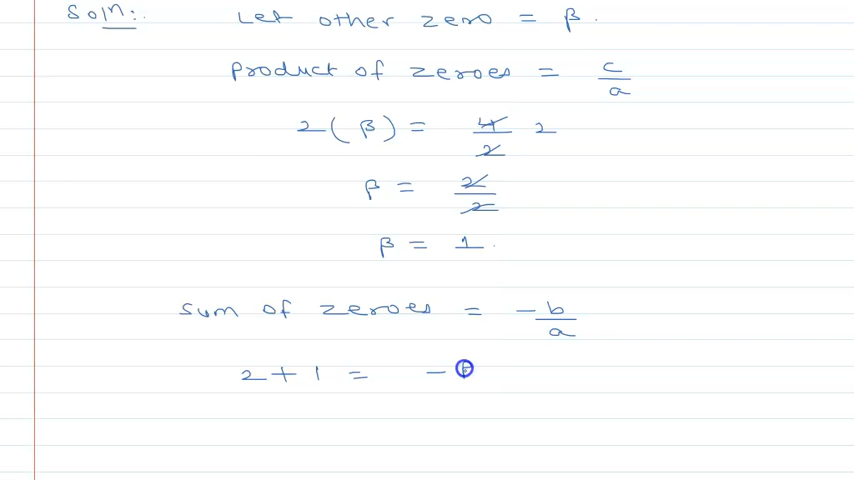 Soln:. Let other zero = β.
product of zeroes = c/a
2(β) = 4/2 2
β = 2/2
β = 1.
sum of zeroes = -b/a
2+1 = -